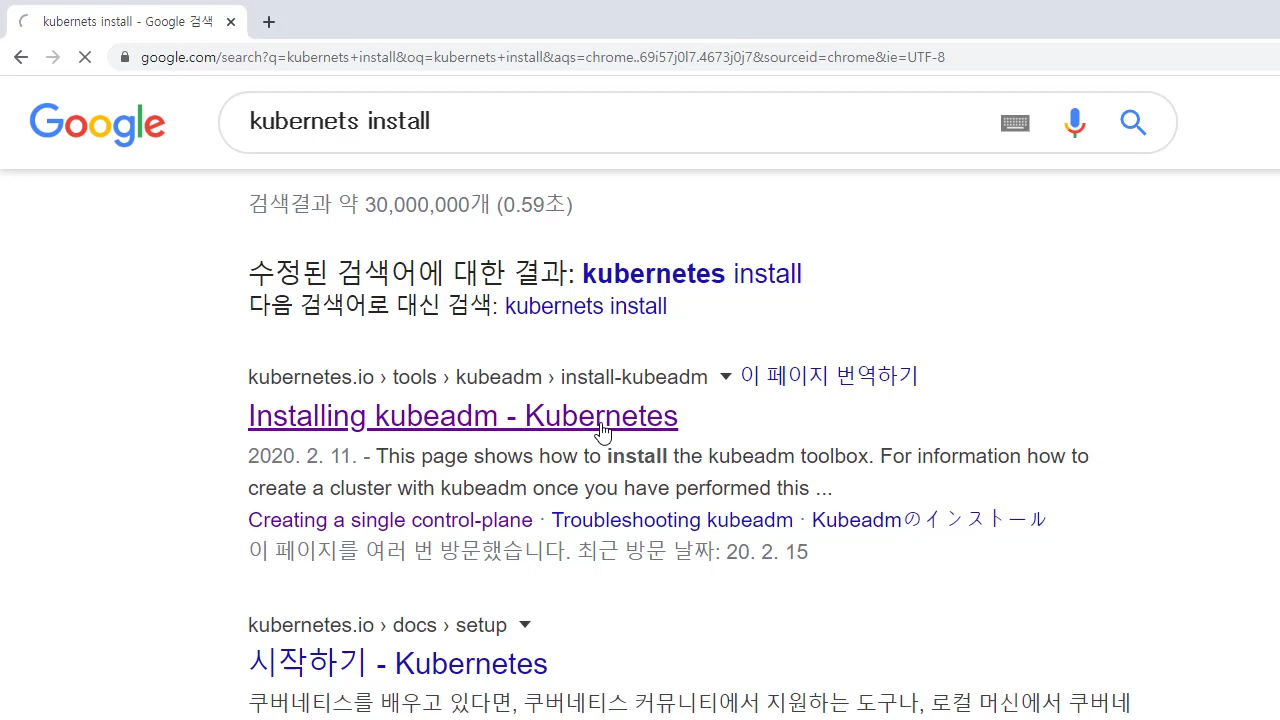 kubernets install - Google 검색
google.com/search?q=kubernets+install&oq=kubernets+install&aqs=chrome..69i57j0l7.4673j0j7&sourceid=chrome&ie=UTF-8
Google
kubernets install
검색결과 약 30,000,000개 (0.59초)
수정된 검색어에 대한 결과: kubernetes install
다음 검색어로 대신 검색: kubernets install
kubernetes.io › tools › kubeadm › install-kubeadm 이 페이지 번역하기
Installing kubeadm - Kubernetes
2020. 2. 11. - This page shows how to install the kubeadm toolbox. For information how to
create a cluster with kubeadm once you have performed this ...
Creating a single control-plane · Troubleshooting kubeadm · Kubeadmのインストール
이 페이지를 여러 번 방문했습니다. 최근 방문 날짜: 20. 2. 15
kubernetes.io › docs › setup
시작하기 - Kubernetes
쿠버네티스를 배우고 있다면, 쿠버네티스 커뮤니티에서 지원하는 도구나, 로컬 머신에서 쿠버네